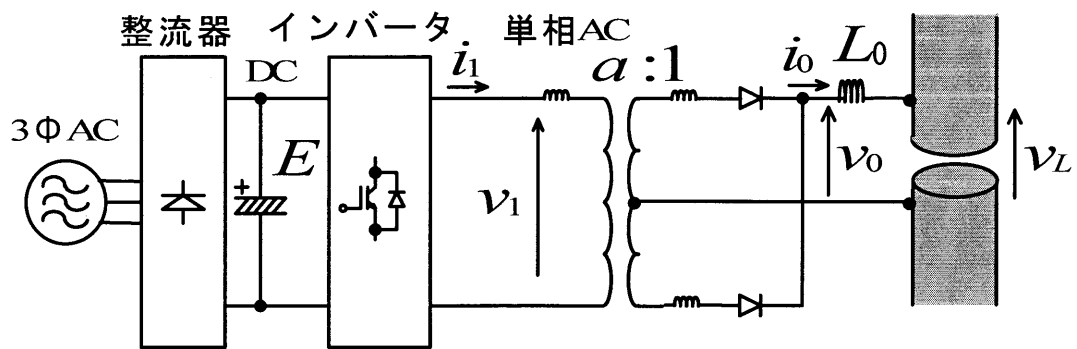 整流器 インバータ 単相AC
DC i₁ a:1 i₀ L₀
3ΦAC
E
+
v₁ v₀ v_L